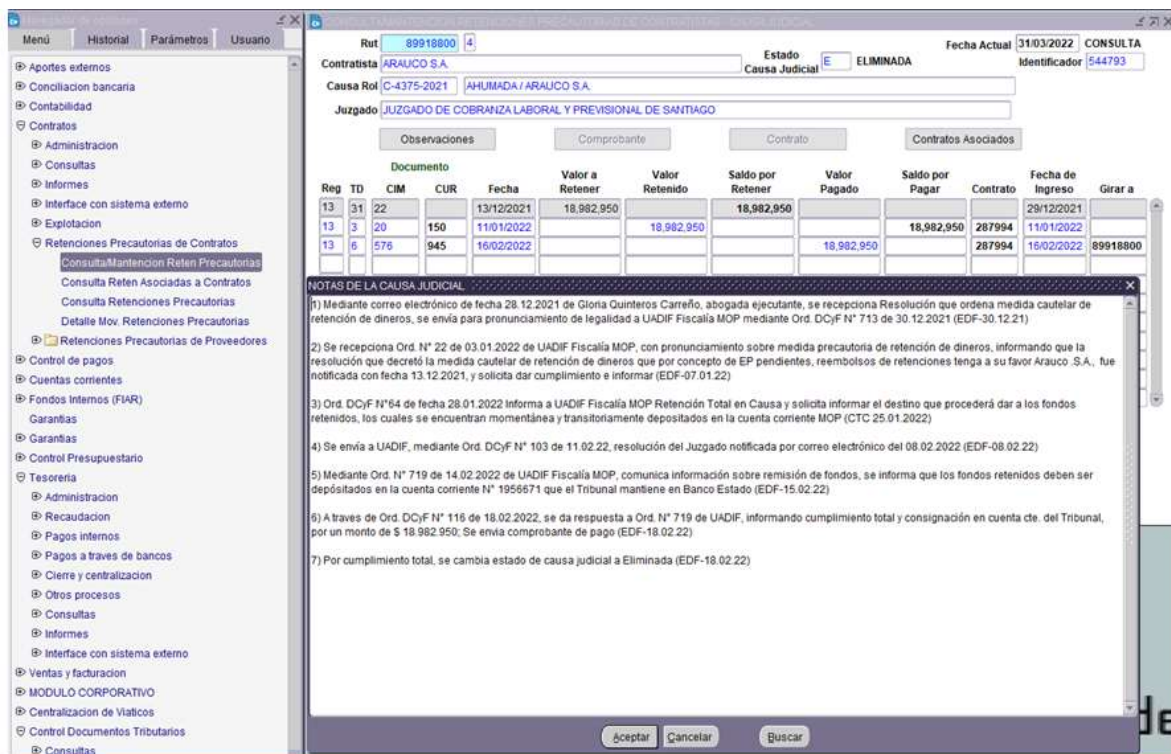 Navegador de opciones
Menú Historial Parámetros Usuario
Aportes externos
Conciliacion bancaria
Contabilidad
Contratos
Administracion
Consultas
Informes
Interface con sistema externo
Explotacion
Retenciones Precautorias de Contratos
Consulta/Mantencion Reten Precautorias
Consulta Reten Asociadas a Contratos
Consulta Retenciones Precautorias
Detalle Mov. Retenciones Precautorias
Retenciones Precautorias de Proveedores
Control de pagos
Cuentas corrientes
Fondos Internos (FIAR)
Garantias
Garantias
Control Presupuestario
Tesoreria
Administracion
Recaudacion
Pagos internos
Pagos a traves de bancos
Cierre y centralizacion
Otros procesos
Consultas
Informes
Interface con sistema externo
Ventas y facturacion
MODULO CORPORATIVO
Centralizacion de Viaticos
Control Documentos Tributarios
Consultas
CONSULTA/MANTENCION RETENCIONES PRECAUTORIAS DE CONTRATISTAS - CAUSA JUDICIAL
Rut 89918800 4 Fecha Actual 31/03/2022 CONSULTA
Contratista ARAUCO S.A. Estado Causa Judicial E ELIMINADA Identificador 544793
Causa Rol C-4375-2021 AHUMADA / ARAUCO S.A.
Juzgado JUZGADO DE COBRANZA LABORAL Y PREVISIONAL DE SANTIAGO
Observaciones Comprobante Contrato Contratos Asociados
Documento
Reg TD CIM CUR Fecha Valor a Retener Valor Retenido Saldo por Retener Valor Pagado Saldo por Pagar Contrato Fecha de Ingreso Girar a
13 31 22 13/12/2021 18,982,950 18,982,950 29/12/2021
13 3 20 150 11/01/2022 18,982,950 18,982,950 287994 11/01/2022
13 6 576 945 16/02/2022 18,982,950 287994 16/02/2022 89918800
NOTAS DE LA CAUSA JUDICIAL
1) Mediante correo electrónico de fecha 28.12.2021 de Gloria Quinteros Carreño, abogada ejecutante, se recepciona Resolución que ordena medida cautelar de
retención de dineros, se envía para pronunciamiento de legalidad a UADIF Fiscalía MOP mediante Ord. DCyF N° 713 de 30.12.2021 (EDF-30.12.21)
2) Se recepciona Ord. N° 22 de 03.01.2022 de UADIF Fiscalía MOP, con pronunciamiento sobre medida precautoria de retención de dineros, informando que la
resolución que decretó la medida cautelar de retención de dineros que por concepto de EP pendientes, reembolsos de retenciones tenga a su favor Arauco .S.A., fue
notificada con fecha 13.12.2021, y solicita dar cumplimiento e informar (EDF-07.01.22)
3) Ord. DCyF N°64 de fecha 28.01.2022 Informa a UADIF Fiscalía MOP Retención Total en Causa y solicita informar el destino que procederá dar a los fondos
retenidos, los cuales se encuentran momentánea y transitoriamente depositados en la cuenta corriente MOP (CTC 25.01.2022)
4) Se envía a UADIF, mediante Ord. DCyF N° 103 de 11.02.22, resolución del Juzgado notificada por correo electrónico del 08.02.2022 (EDF-08.02.22)
5) Mediante Ord. N° 719 de 14.02.2022 de UADIF Fiscalía MOP, comunica información sobre remisión de fondos, se informa que los fondos retenidos deben ser
depósitados en la cuenta corriente N° 1956671 que el Tribunal mantiene en Banco Estado (EDF-15.02.22)
6) A traves de Ord. DCyF N° 116 de 18.02.2022, se da respuesta a Ord. N° 719 de UADIF, informando cumplimiento total y consignación en cuenta cte. del Tribunal,
por un monto de $ 18.982.950; Se envia comprobante de pago (EDF-18.02.22)
7) Por cumplimiento total, se cambia estado de causa judicial a Eliminada (EDF-18.02.22)
Aceptar Cancelar Buscar
de